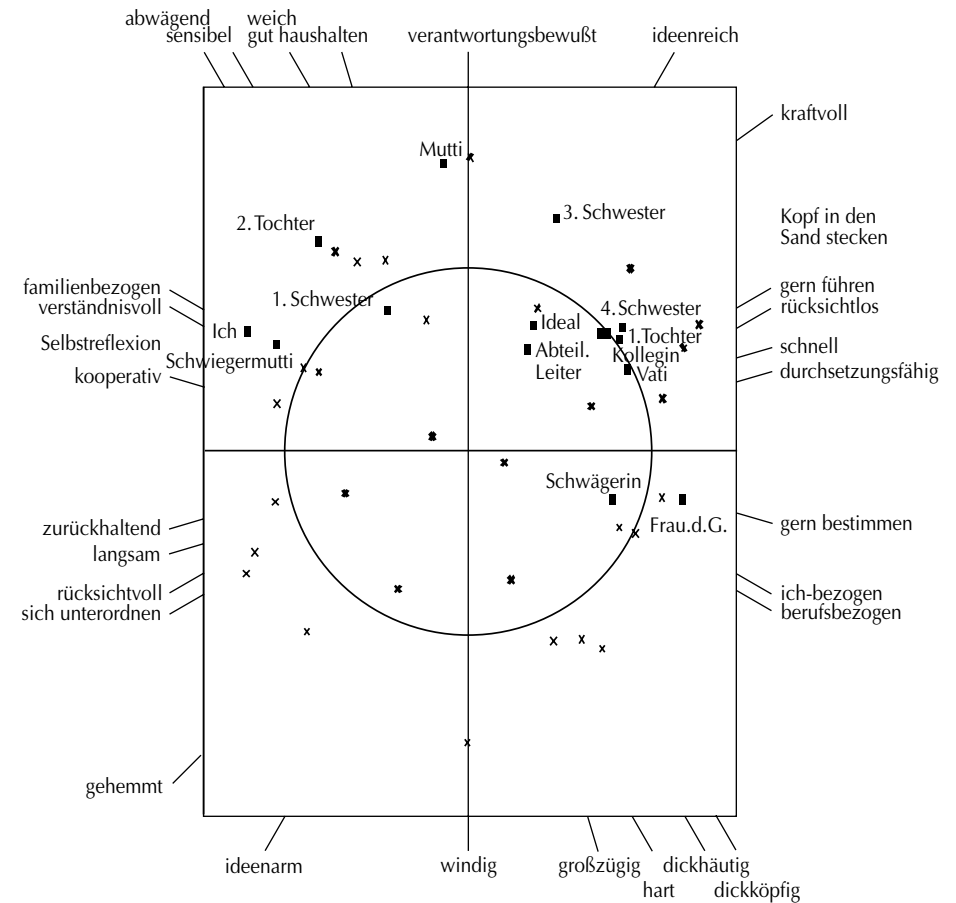 abwägend
weich
sensibel
gut haushalten
verantwortungsbewußt
ideenreich
kraftvoll
Mutti
3. Schwester
2. Tochter
Kopf in den
Sand stecken
familienbezogen
verständnisvoll
gern führen
rücksichtlos
1. Schwester
4. Schwester
Ich
Ideal
1. Tochter
Selbstreflexion
Schwiegermutti
Abteil.
Leiter
Kollegin
Vati
schnell
kooperativ
durchsetzungsfähig
Schwägerin
Frau.d.G.
zurückhaltend
langsam
gern bestimmen
rücksichtvoll
sich unterordnen
ich-bezogen
berufsbezogen
gehemmt
ideenarm
windig
großzügig
dickhäutig
hart
dickköpfig